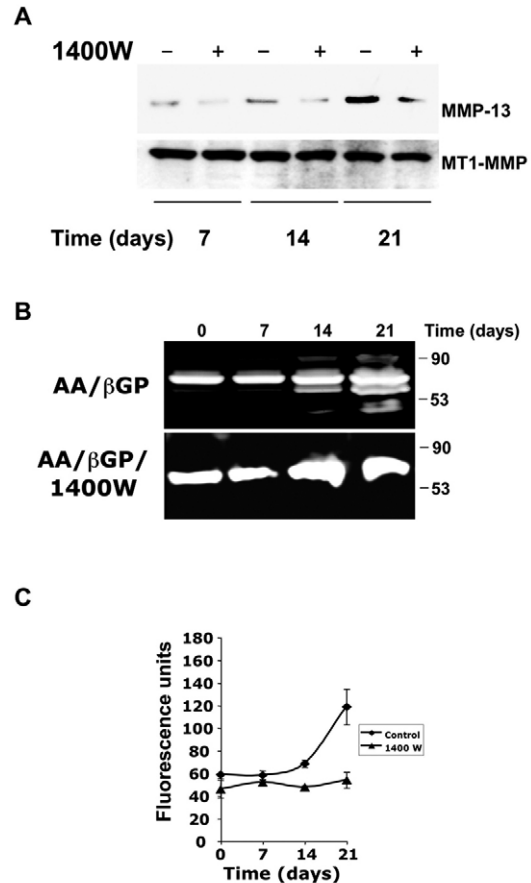 A
1400W – + – + – +
MMP-13
MT1-MMP
Time (days) 7 14 21
B
0 7 14 21 Time (days)
AA/βGP
90
53
AA/βGP/
1400W
90
53
C
180
160
140
120
100
80
60
40
20
0
Fluorescence units
Control
1400 W
0 7 14 21
Time (days)